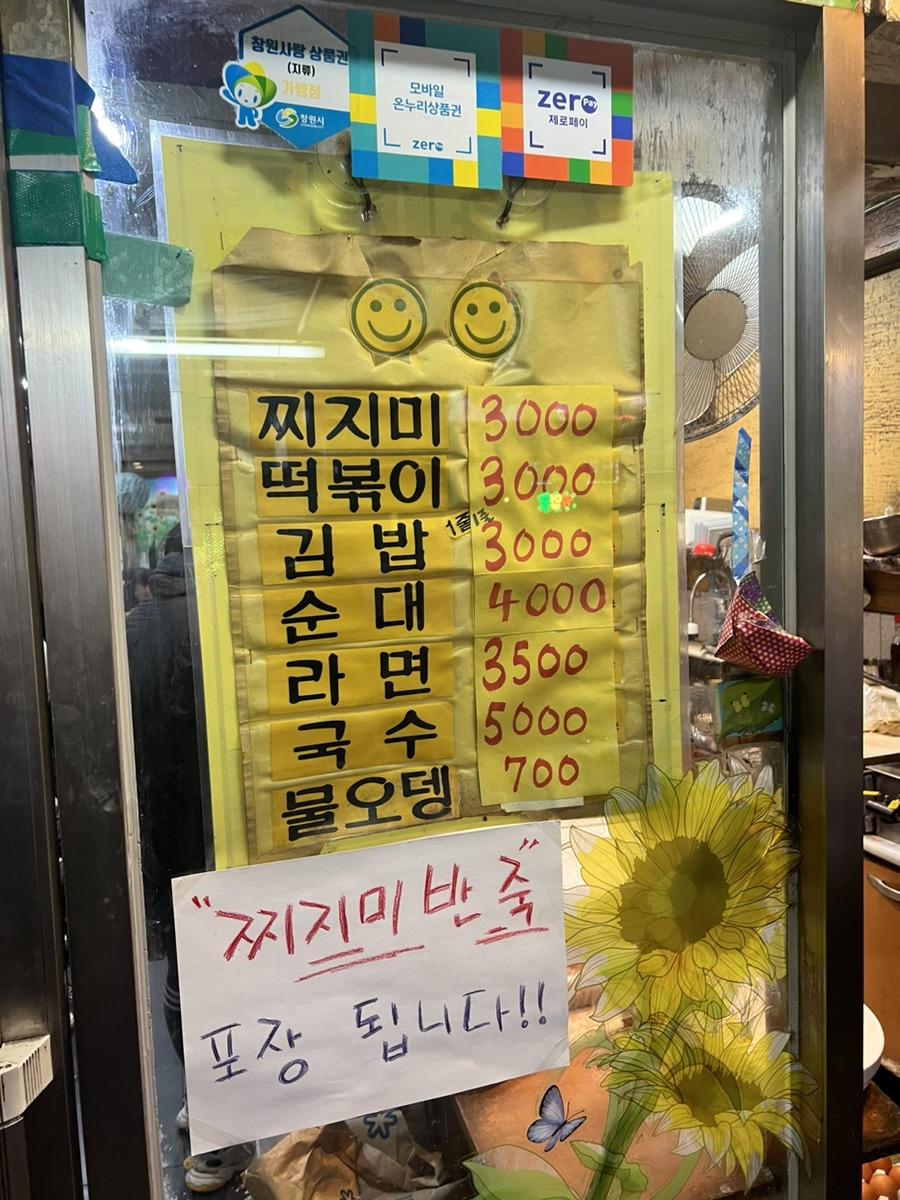 창원사랑 상품권
(지류)
가맹점
창원시
모바일
온누리상품권
zero
zero Pay
제로페이
찌지미 3000
떡볶이 3000
김밥 1줄 3000
순대 4000
라면 3500
국수 5000
물오뎅 700
"찌지미 반죽"
포장 됩니다!!